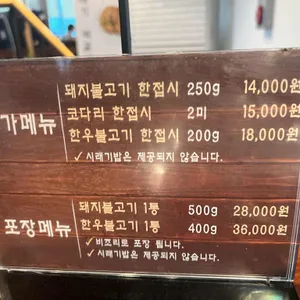 가메뉴
돼지불고기 한접시 250g 14,000원
코다리 한접시 2미 15,000원
한우불고기 한접시 200g 18,000원
✓ 시래기밥은 제공되지 않습니다.
포장메뉴
돼지불고기 1통 500g 28,000원
한우불고기 1통 400g 36,000원
✓ 비조리로 포장 됩니다.
✓ 시래기밥은 제공되지 않습니다.